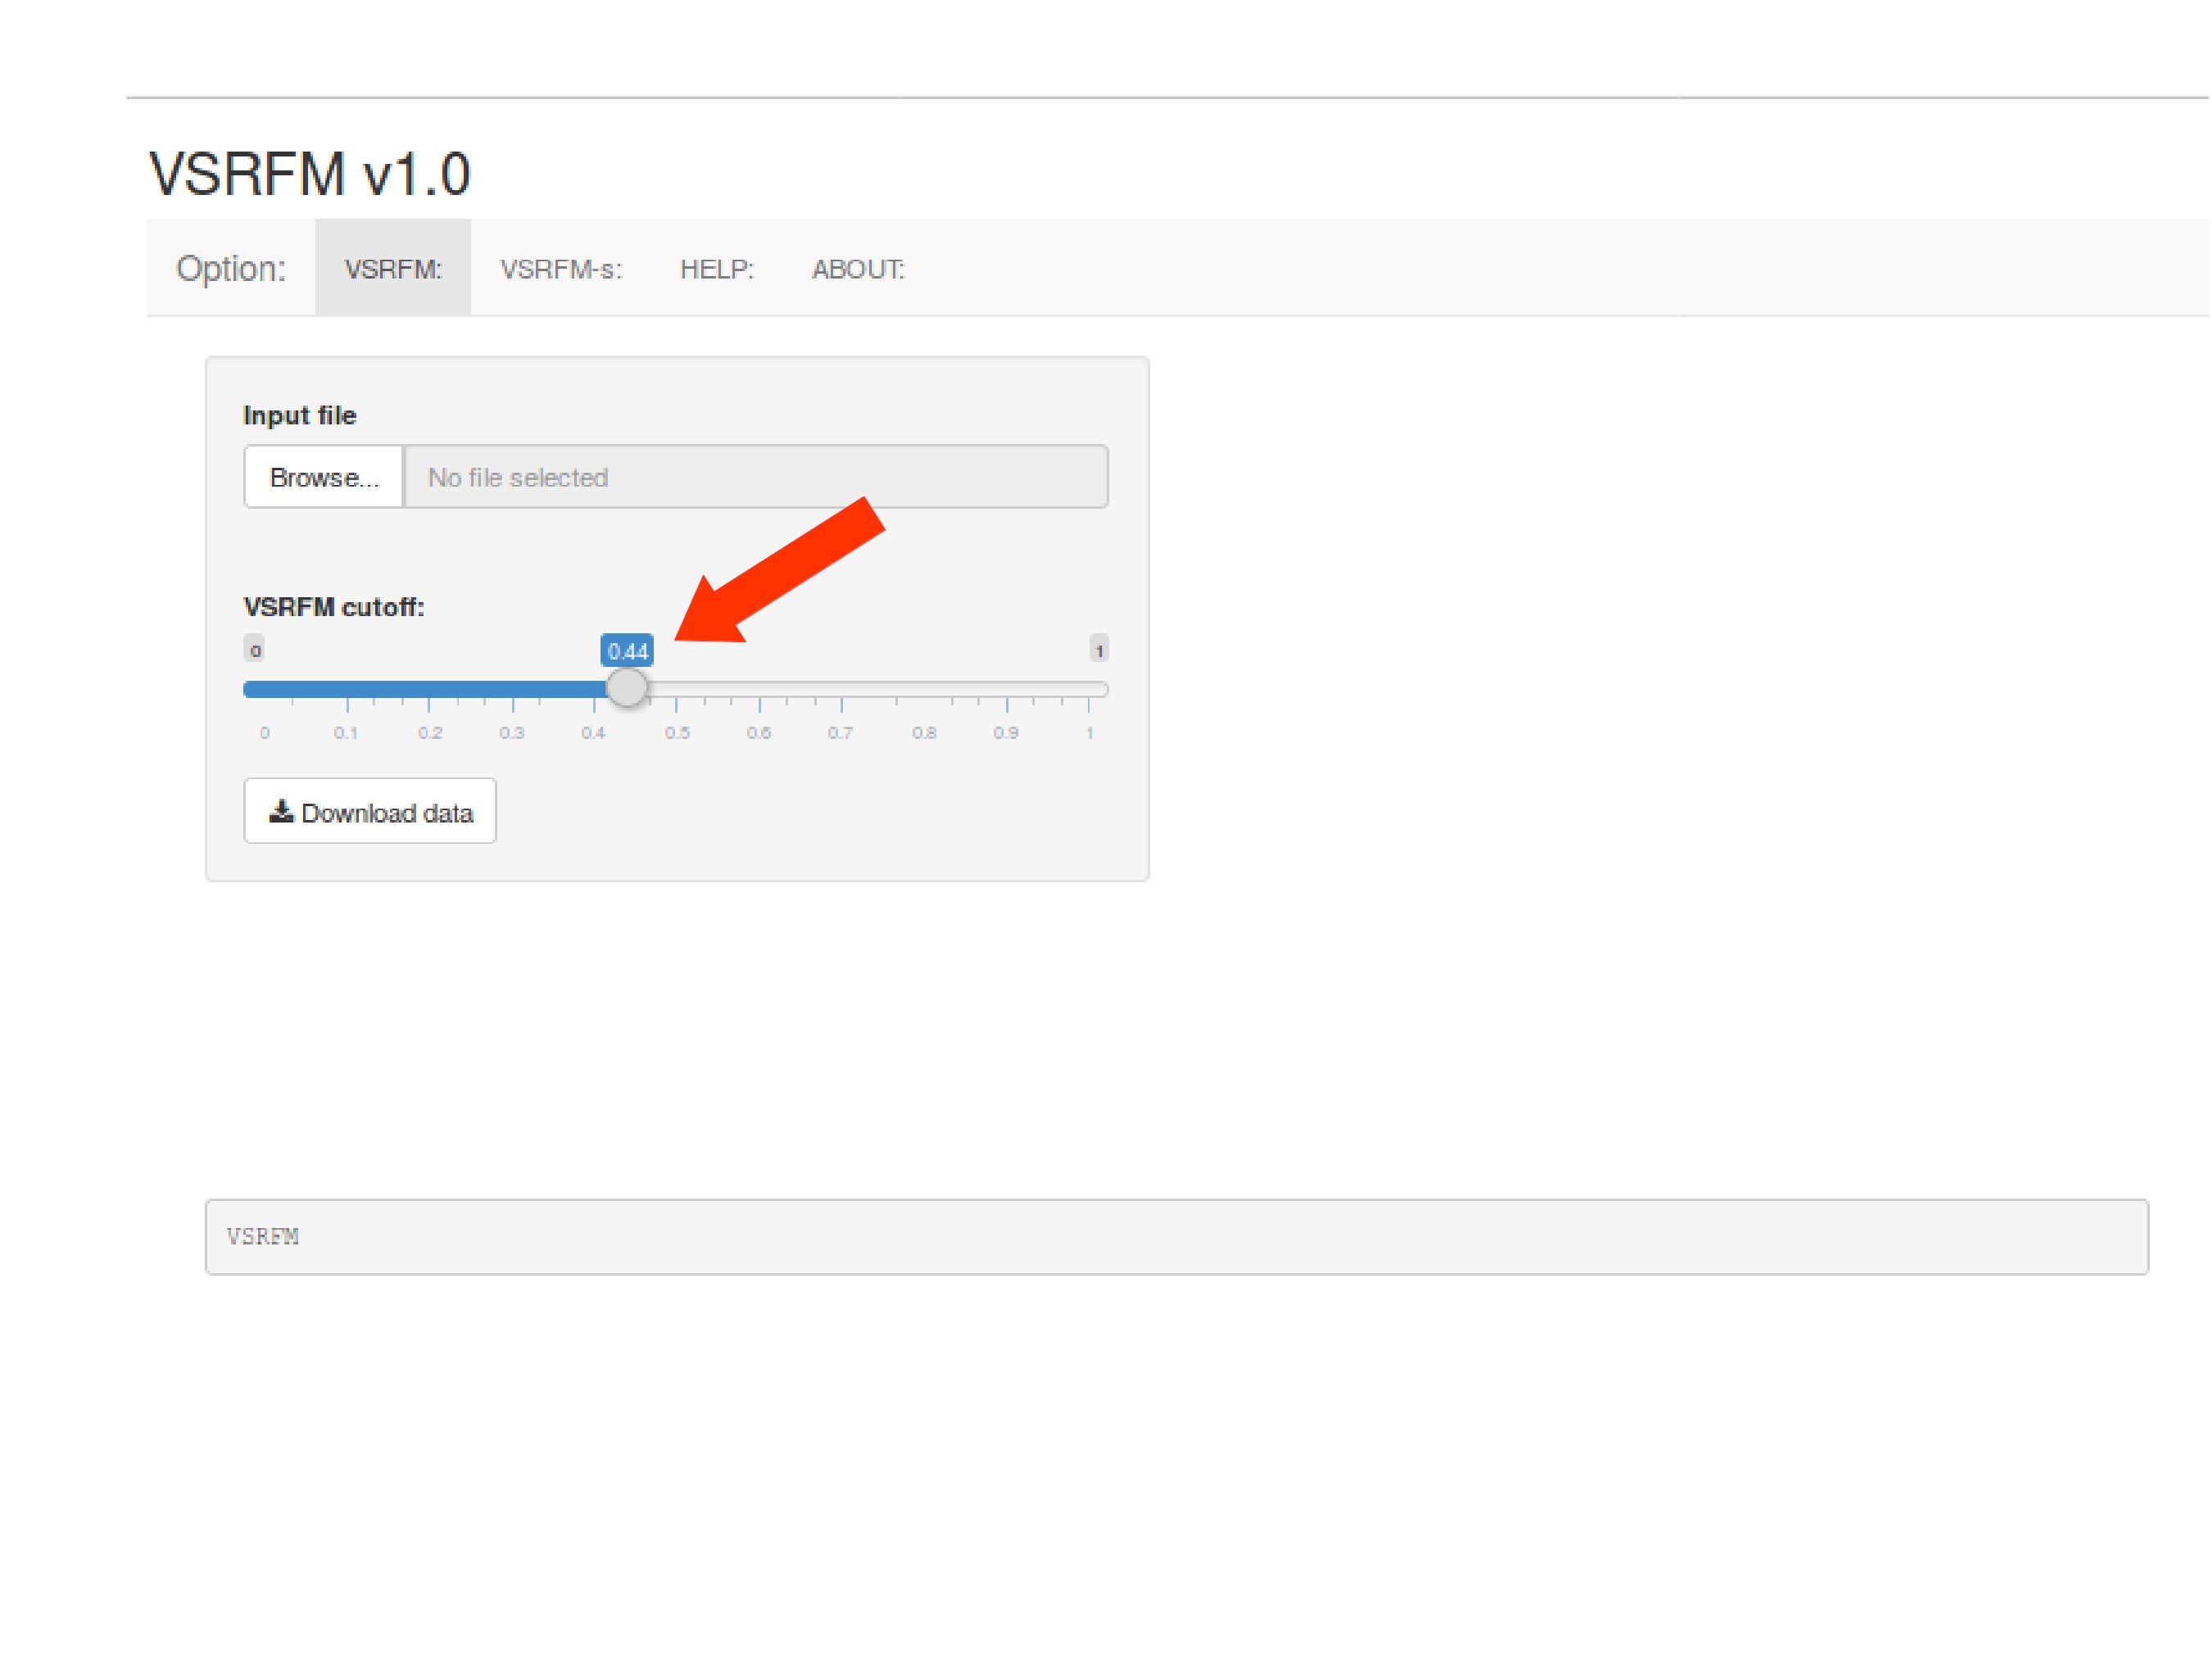 VSRFM v1.0
Option: VSRFM: VSRFM-s: HELP: ABOUT:
Input file
Browse... No file selected
VSRFM cutoff:
0 0.44 1
0 0.1 0.2 0.3 0.4 0.5 0.6 0.7 0.8 0.9 1
Download data
VSRFM